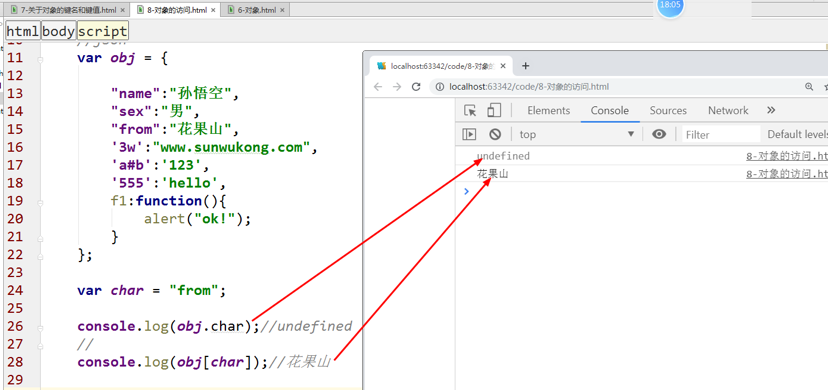 7-关于对象的键名和键值.html × 8-对象的访问.html × 6-对象.html ×
18:05
html body script
11 var obj = {
12
13 "name":"孙悟空",
14 "sex":"男",
15 "from":"花果山",
16 '3w':"www.sunwukong.com",
17 'a#b':'123',
18 '555':'hello',
19 f1:function(){
20 alert("ok!");
21 }
22 };
23
24 var char = "from";
25
26 console.log(obj.char);//undefined
27 //
28 console.log(obj[char]);//花果山
29
localhost:63342/code/8-对象的 ×
localhost:63342/code/8-对象的访问.html
Elements Console Sources Network »
top Filter Default levels
undefined 8-对象的访问.ht
花果山 8-对象的访问.ht